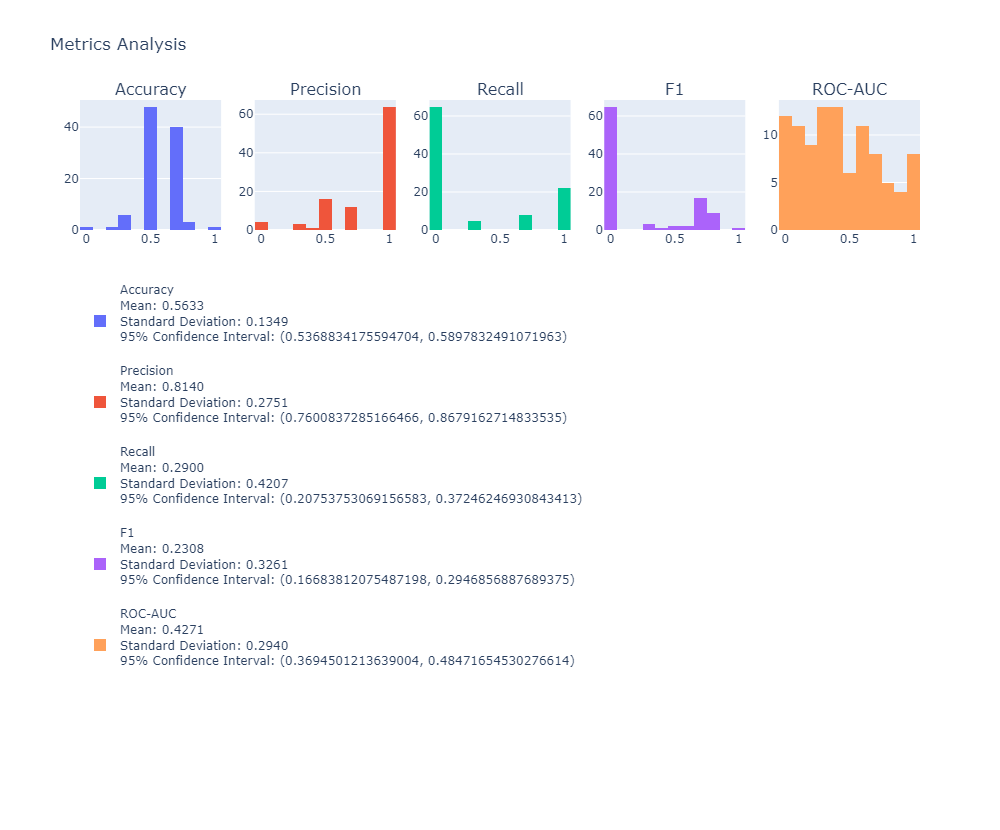 Metrics Analysis
Accuracy Precision Recall F1 ROC-AUC
40
20
0
0 0.5 1
60
40
20
0
0 0.5 1
60
40
20
0
0 0.5 1
60
40
20
0
0 0.5 1
10
5
0
0 0.5 1
Accuracy
Mean: 0.5633
Standard Deviation: 0.1349
95% Confidence Interval: (0.5368834175594704, 0.5897832491071963)
Precision
Mean: 0.8140
Standard Deviation: 0.2751
95% Confidence Interval: (0.7600837285166466, 0.8679162714833535)
Recall
Mean: 0.2900
Standard Deviation: 0.4207
95% Confidence Interval: (0.20753753069156583, 0.37246246930843413)
F1
Mean: 0.2308
Standard Deviation: 0.3261
95% Confidence Interval: (0.16683812075487198, 0.2946856887689375)
ROC-AUC
Mean: 0.4271
Standard Deviation: 0.2940
95% Confidence Interval: (0.3694501213639004, 0.48471654530276614)